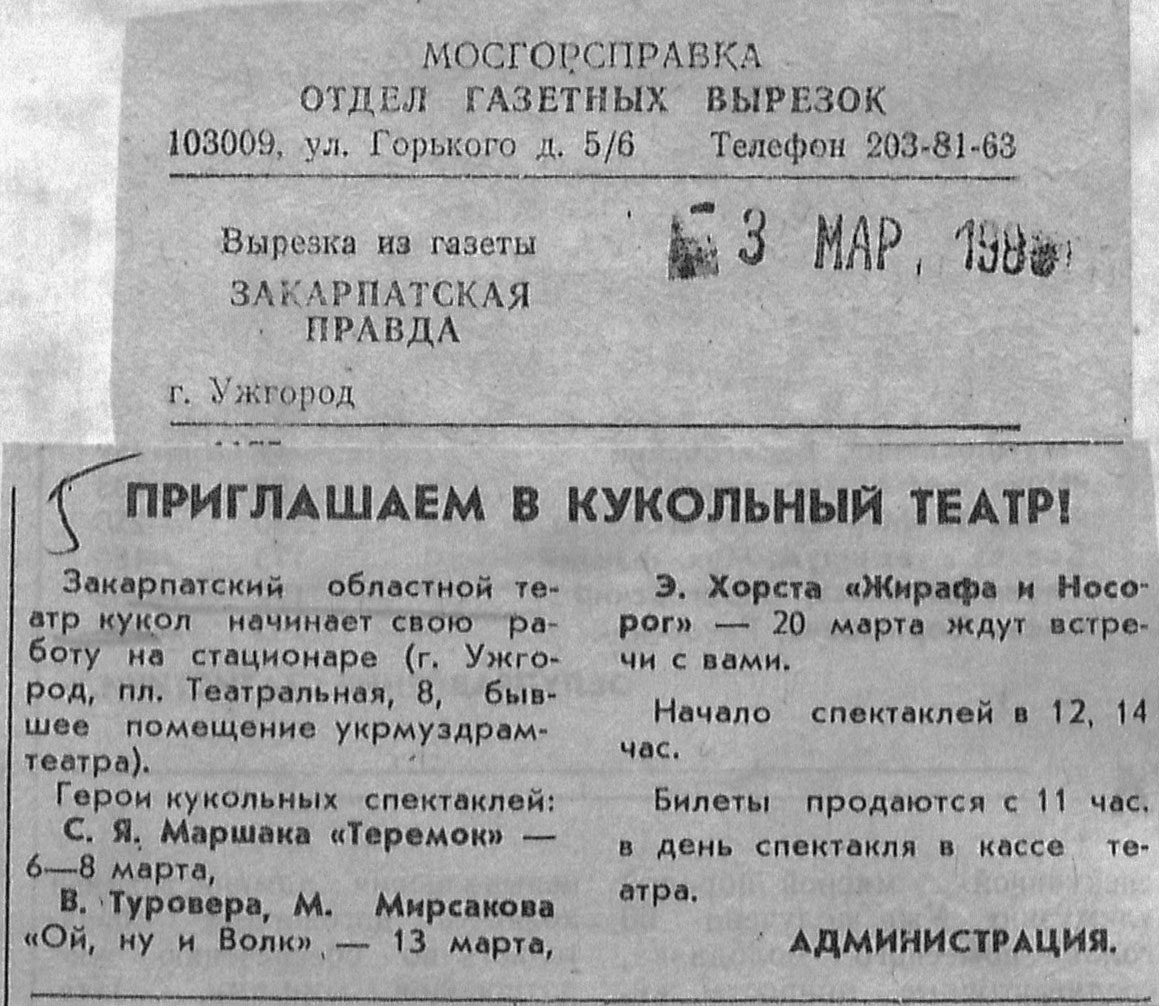 МОСГОРСПРАВКА
ОТДЕЛ ГАЗЕТНЫХ ВЫРЕЗОК
103009, ул. Горького д. 5/6 Телефон 203-81-63
Вырезка из газеты
3 МАР. 198
ЗАКАРПАТСКАЯ
ПРАВДА
г. Ужгород
ПРИГЛАШАЕМ В КУКОЛЬНЫЙ ТЕАТР!
Закарпатский областной те-
атр кукол начинает свою ра-
боту на стационаре (г. Ужго-
род, пл. Театральная, 8, быв-
шее помещение укрмуздрам-
театра).
Герои кукольных спектаклей:
С. Я. Маршака «Теремок» —
6—8 марта,
В. Туровера, М. Мирсакова
«Ой, ну и Волк» — 13 марта,
Э. Хорста «Жирафа и Носо-
рог» — 20 марта ждут встре-
чи с вами.
Начало спектаклей в 12, 14
час.
Билеты продаются с 11 час.
в день спектакля в кассе те-
атра.
АДМИНИСТРАЦИЯ.